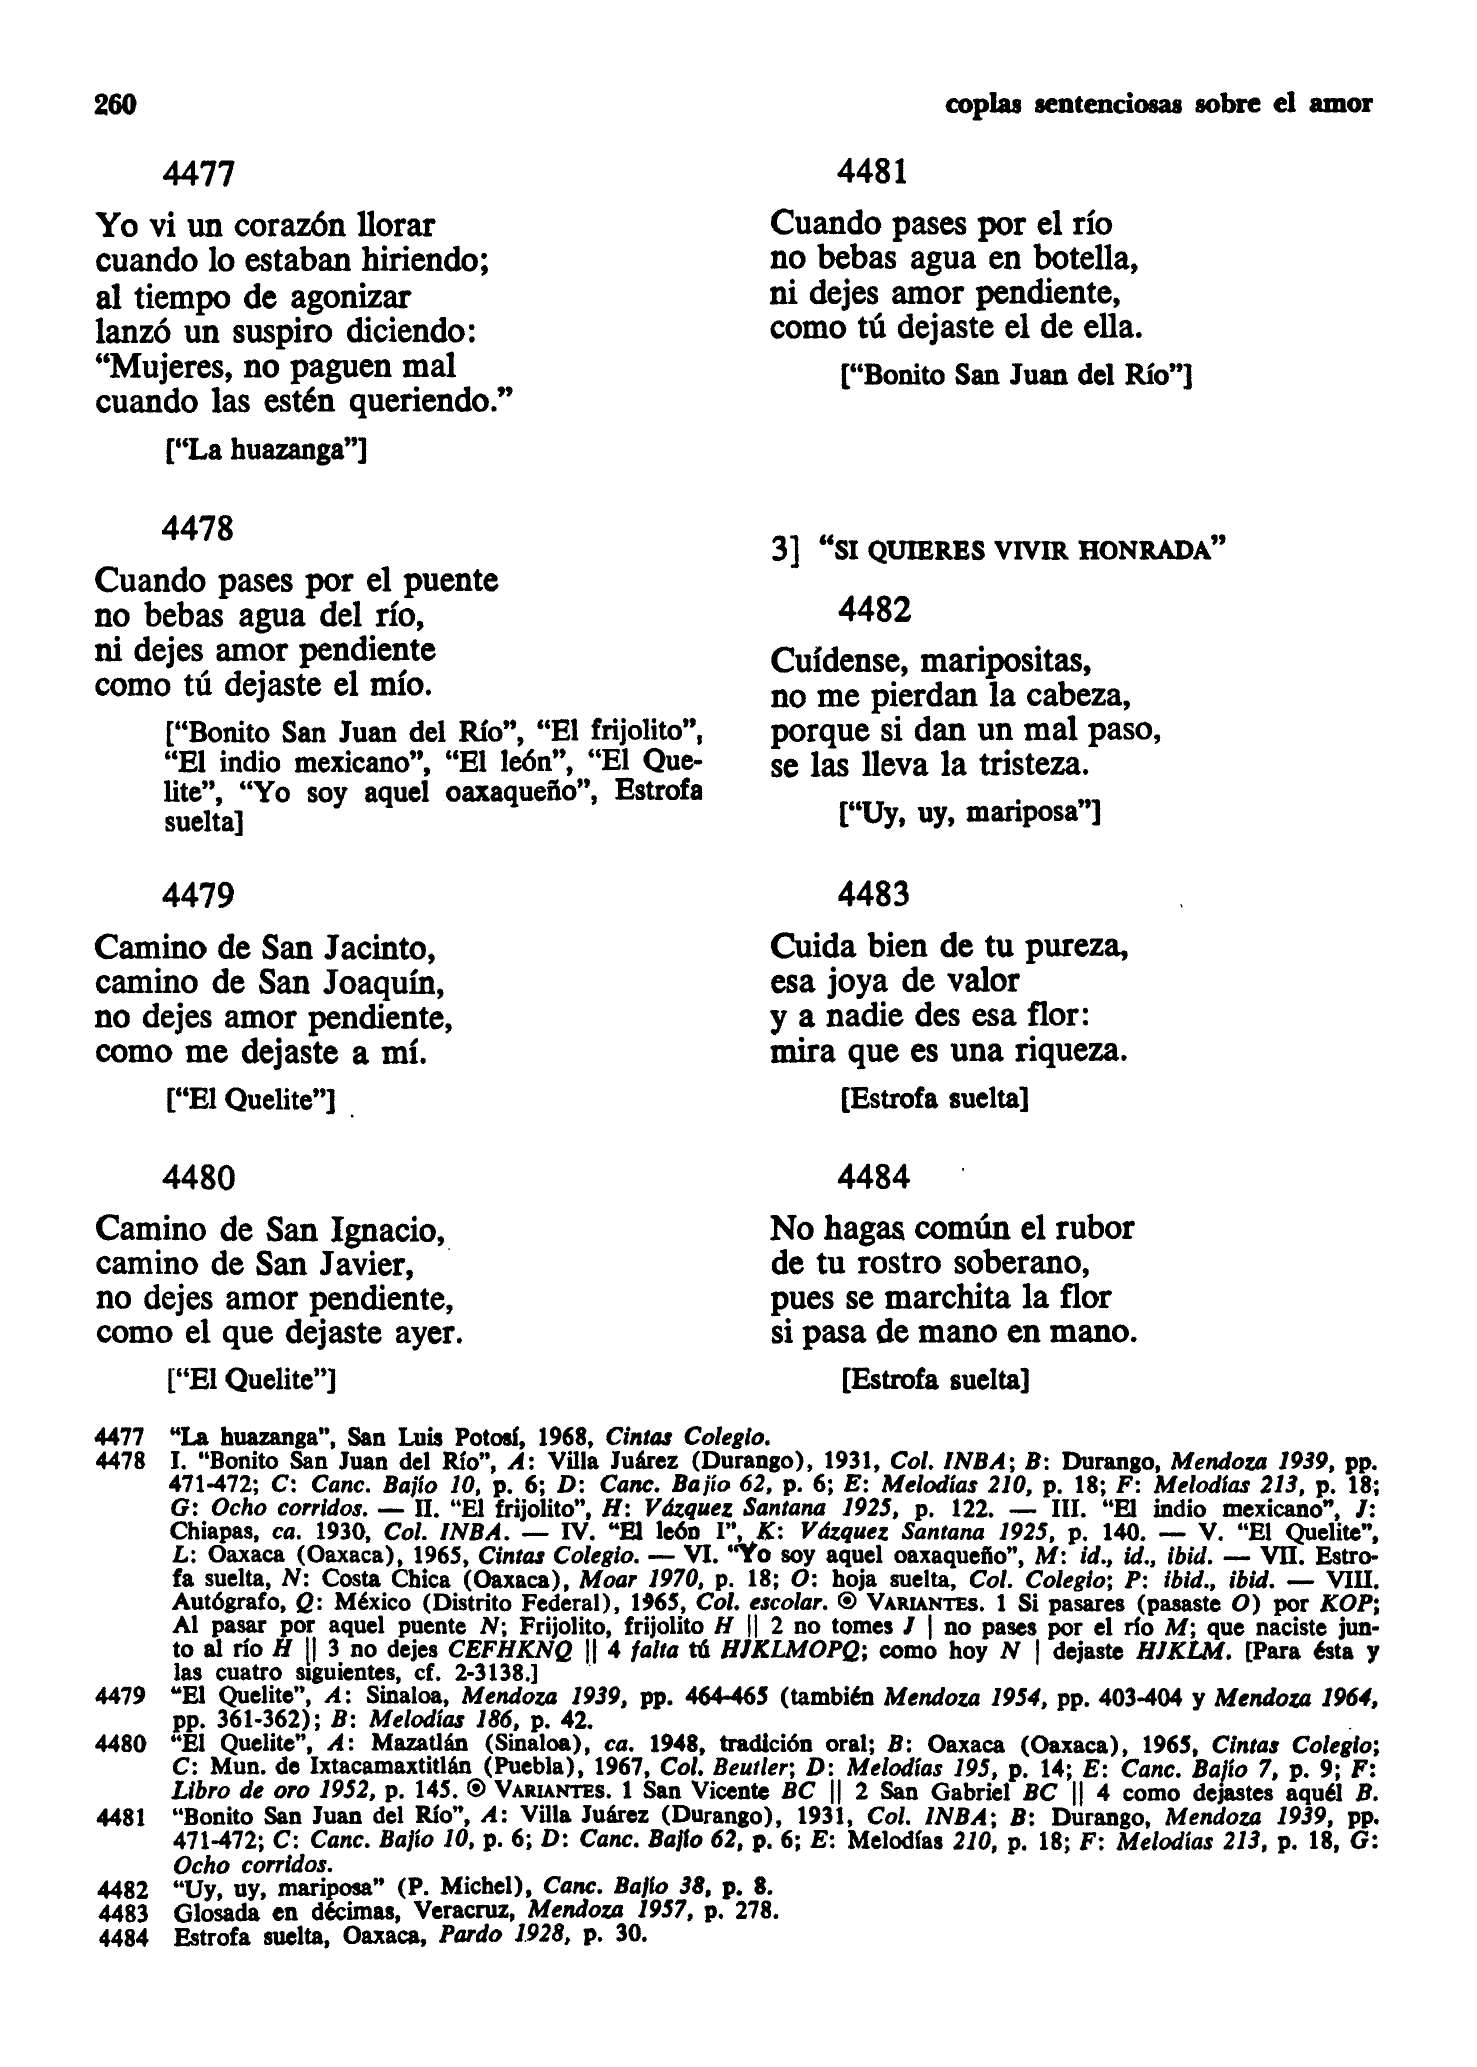 260
coplas sentenciosas sobre el amor
4477
Yo vi un corazón llorar
cuando lo estaban hiriendo;
al tiempo de agonizar
lanzó un suspiro diciendo:
“Mujeres, no paguen mal
cuando las estén queriendo.”
[“La huazanga”]
4478
Cuando pases por el puente
no bebas agua del río,
ni dejes amor pendiente
como tú dejaste el mío.
[“Bonito San Juan del Río”, “El frijolito”,
“El indio mexicano”, “El león”, “El Que-
lite”, “Yo soy aquel oaxaqueño”, Estrofa
suelta]
4479
Camino de San Jacinto,
camino de San Joaquín,
no dejes amor pendiente,
como me dejaste a mí.
[“El Quelite”]
4480
Camino de San Ignacio,
camino de San Javier,
no dejes amor pendiente,
como el que dejaste ayer.
[“El Quelite”]
4481
Cuando pases por el río
no bebas agua en botella,
ni dejes amor pendiente,
como tú dejaste el de ella.
[“Bonito San Juan del Río”]
3] “SI QUIERES VIVIR HONRADA”
4482
Cuídense, maripositas,
no me pierdan la cabeza,
porque si dan un mal paso,
se las lleva la tristeza.
[“Uy, uy, mariposa”]
4483
Cuida bien de tu pureza,
esa joya de valor
y a nadie des esa flor:
mira que es una riqueza.
[Estrofa suelta]
4484
No hagas común el rubor
de tu rostro soberano,
pues se marchita la flor
si pasa de mano en mano.
[Estrofa suelta]
4477 “La huazanga”, San Luis Potosí, 1968, Cintas Colegio.
4478 I. “Bonito San Juan del Río”, A: Villa Juárez (Durango), 1931, Col. INBA; B: Durango, Mendoza 1939, pp.
471-472; C: Canc. Bajío 10, p. 6; D: Canc. Bajío 62, p. 6; E: Melodías 210, p. 18; F: Melodías 213, p. 18;
G: Ocho corridos. — II. “El frijolito”, H: Vázquez Santana 1925, p. 122. — III. “El indio mexicano”, J:
Chiapas, ca. 1930, Col. INBA. — IV. “El león I”, K: Vázquez Santana 1925, p. 140. — V. “El Quelite”,
L: Oaxaca (Oaxaca), 1965, Cintas Colegio. — VI. “Yo soy aquel oaxaqueño”, M: id., id., ibid. — VII. Estro-
fa suelta, N: Costa Chica (Oaxaca), Moar 1970, p. 18; O: hoja suelta, Col. Colegio; P: ibid., ibid. — VIII.
Autógrafo, Q: México (Distrito Federal), 1965, Col. escolar. ⊙ VARIANTES. 1 Si pasares (pasaste O) por KOP;
Al pasar por aquel puente N; Frijolito, frijolito H || 2 no tomes J | no pases por el río M; que naciste jun-
to al río H || 3 no dejes CEFHKNQ || 4 falta tú HJKLMOPQ; como hoy N | dejaste HJKLM. [Para ésta y
las cuatro siguientes, cf. 2-3138.]
4479 “El Quelite”, A: Sinaloa, Mendoza 1939, pp. 464-465 (también Mendoza 1954, pp. 403-404 y Mendoza 1964,
pp. 361-362); B: Melodías 186, p. 42.
4480 “El Quelite”, A: Mazatlán (Sinaloa), ca. 1948, tradición oral; B: Oaxaca (Oaxaca), 1965, Cintas Colegio;
C: Mun. de Ixtacamaxtitlán (Puebla), 1967, Col. Beutler; D: Melodías 195, p. 14; E: Canc. Bajío 7, p. 9; F:
Libro de oro 1952, p. 145. ⊙ VARIANTES. 1 San Vicente BC || 2 San Gabriel BC || 4 como dejastes aquél B.
4481 “Bonito San Juan del Río”, A: Villa Juárez (Durango), 1931, Col. INBA; B: Durango, Mendoza 1939, pp.
471-472; C: Canc. Bajío 10, p. 6; D: Canc. Bajío 62, p. 6; E: Melodías 210, p. 18; F: Melodías 213, p. 18, G:
Ocho corridos.
4482 “Uy, uy, mariposa” (P. Michel), Canc. Bajío 38, p. 8.
4483 Glosada en décimas, Veracruz, Mendoza 1957, p. 278.
4484 Estrofa suelta, Oaxaca, Pardo 1928, p. 30.